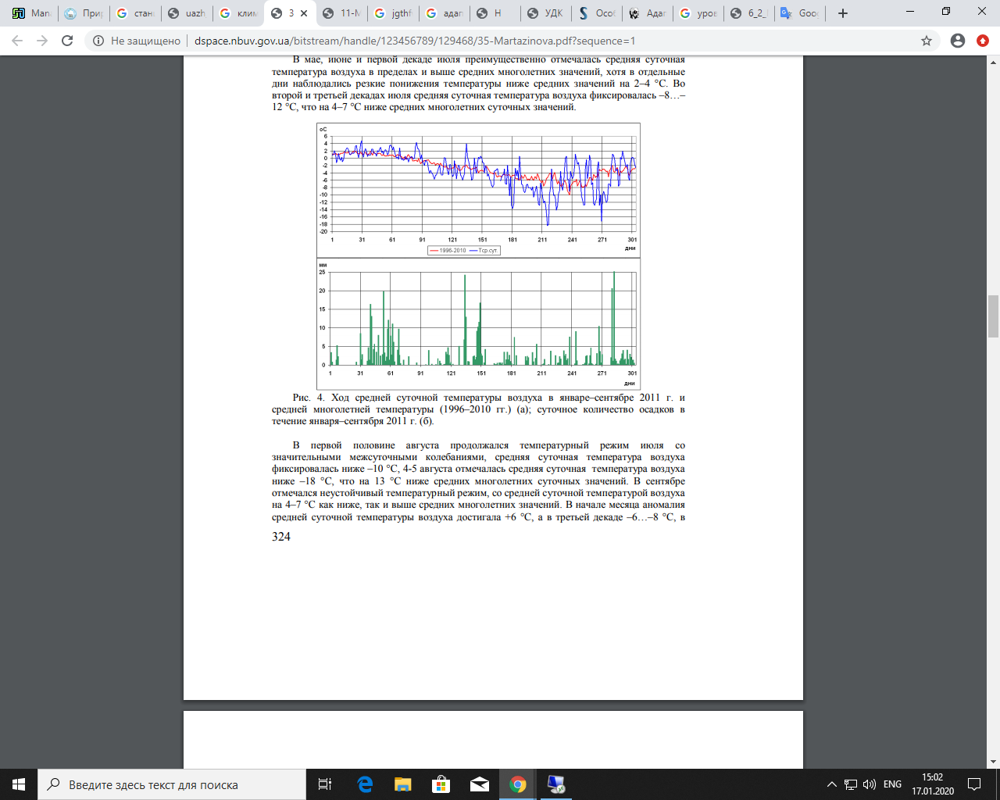 Mana
При
стан
uazh
клим
З
11-М
jgthf
адап
Н
УДК
Особ
Адап
уров
6_2_
Goo
Не защищено | dspace.nbuv.gov.ua/bitstream/handle/123456789/129468/35-Martazinova.pdf?sequence=1
В мае, июне и первой декаде июля преимущественно отмечалась средняя суточная
температура воздуха в пределах и выше средних многолетних значений, хотя в отдельные
дни наблюдались резкие понижения температуры ниже средних значений на 2–4 °С. Во
второй и третьей декадах июля средняя суточная температура воздуха фиксировалась –8…–
12 °С, что на 4–7 °С ниже средних многолетних суточных значений.
оС
6
4
2
0
-2
-4
-6
-8
-10
-12
-14
-16
-18
-20
1 31 61 91 121 151 181 211 241 271 301
дни
1996-2010 Тср сут.
мм
25
20
15
10
5
0
1 31 61 91 121 151 181 211 241 271 301
дни
Рис. 4. Ход средней суточной температуры воздуха в январе–сентябре 2011 г. и
средней многолетней температуры (1996–2010 гг.) (а); суточное количество осадков в
течение января–сентября 2011 г. (б).
В первой половине августа продолжался температурный режим июля со
значительными межсуточными колебаниями, средняя суточная температура воздуха
фиксировалась ниже –10 °С, 4-5 августа отмечалась средняя суточная температура воздуха
ниже –18 °С, что на 13 °С ниже средних многолетних суточных значений. В сентябре
отмечался неустойчивый температурный режим, со средней суточной температурой воздуха
на 4–7 °С как ниже, так и выше средних многолетних значений. В начале месяца аномалия
средней суточной температуры воздуха достигала +6 °С, а в третьей декаде –6…–8 °С, в
324
Введите здесь текст для поиска
ENG
15:02
17.01.2020